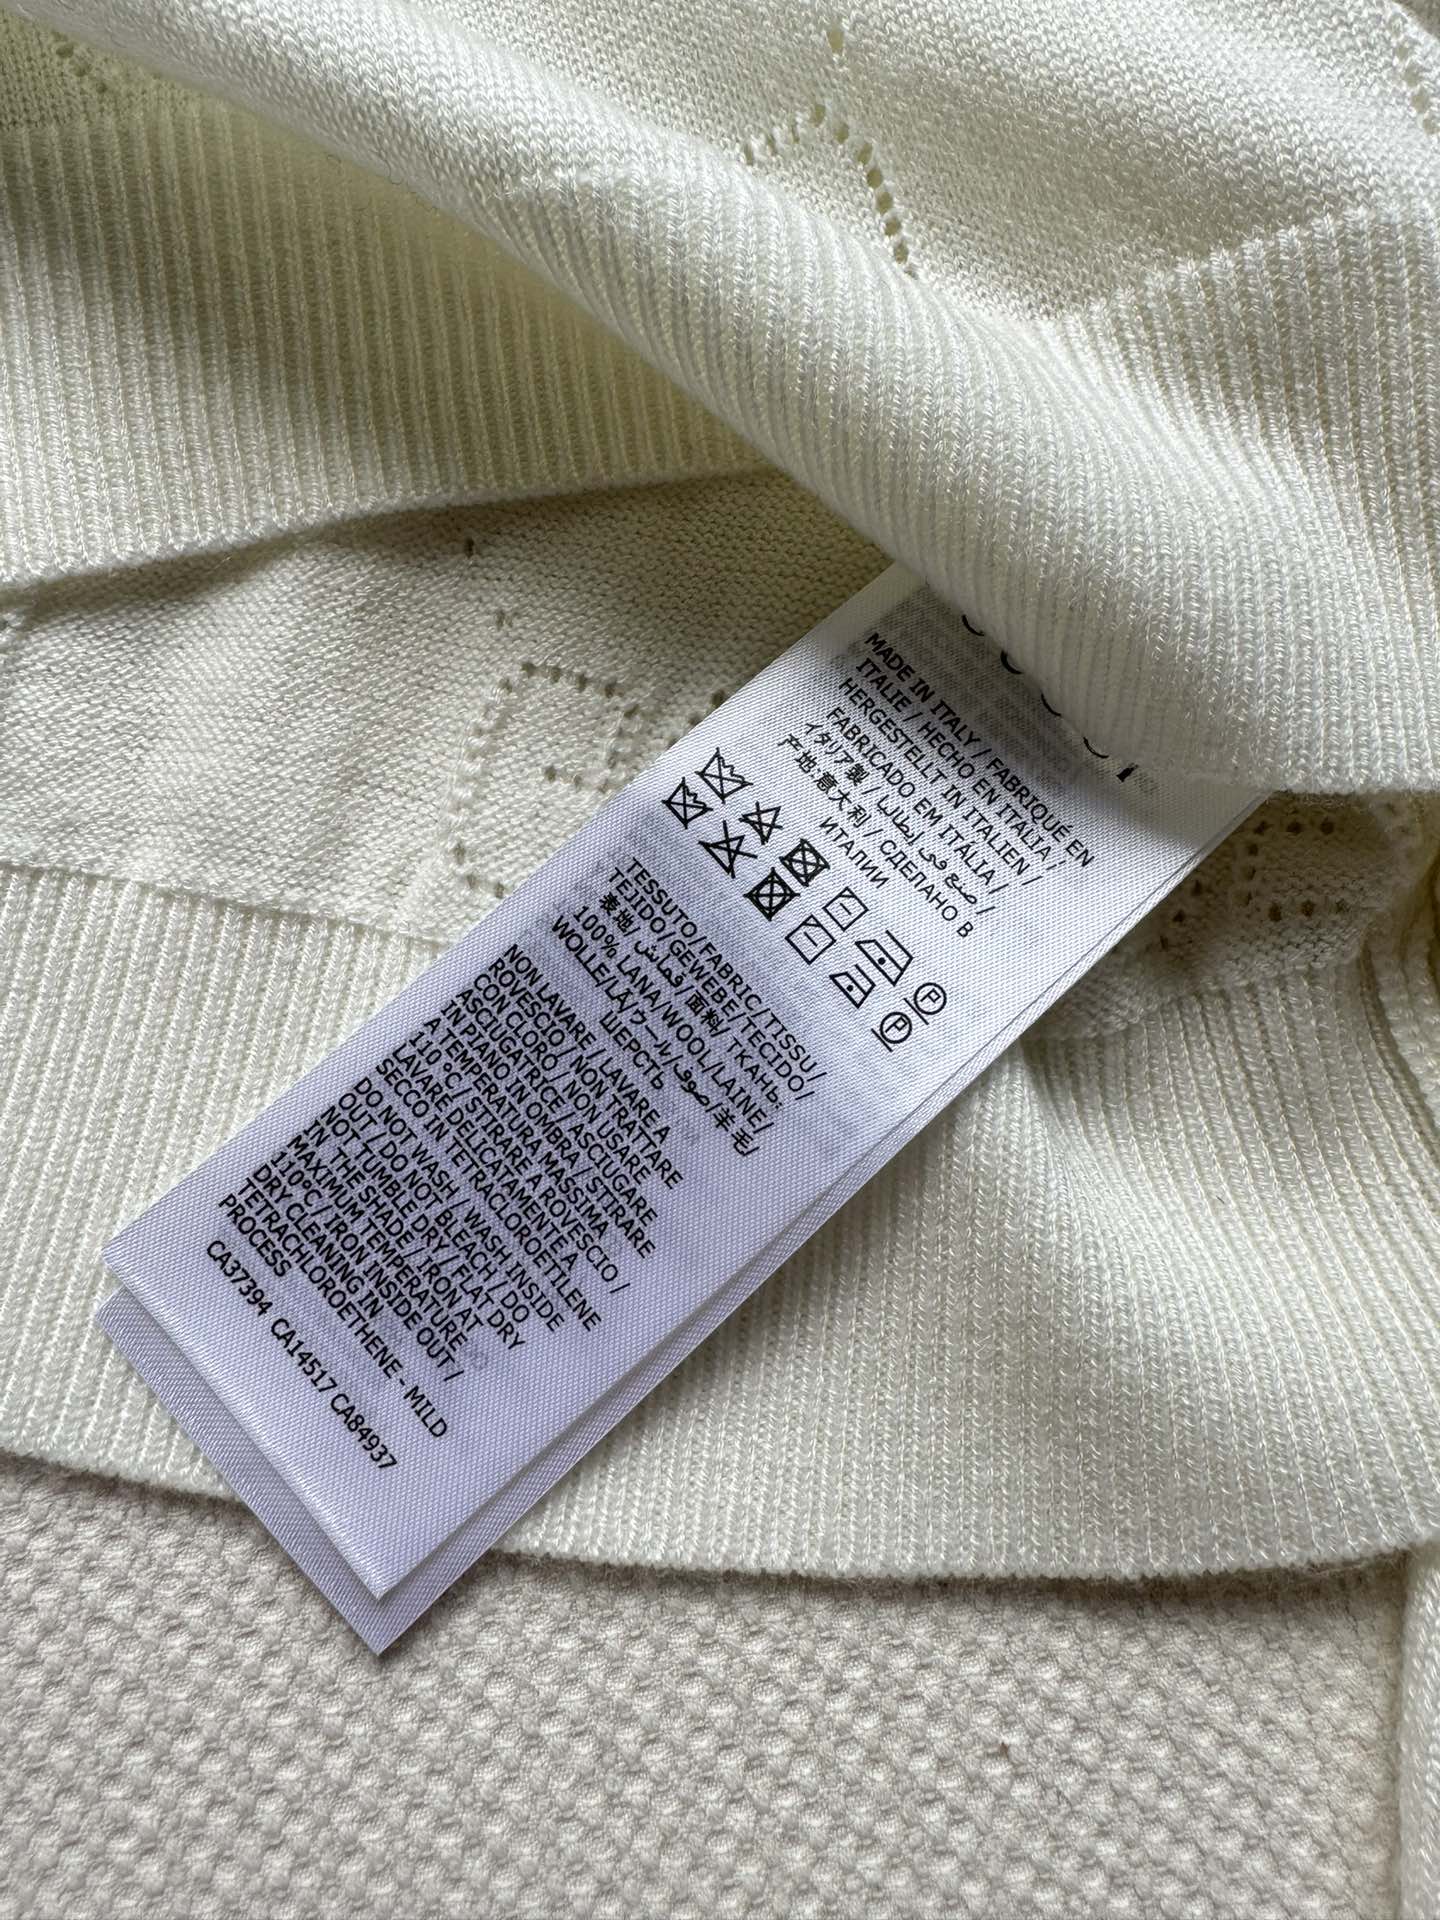 MADE IN ITALY / FABRIQUÉ EN
ITALIE / HECHO EN ITALIA /
HERGESTELLT IN ITALIEN /
FABRICADO EM ITÁLIA /
イタリア製 / صنع في إيطاليا /
产地:意大利 / СДЕЛАНО В
ИТАЛИИ
P
P
TESSUTO/FABRIC/TISSU/
TEJIDO/GEWEBE/TECIDO/
表地/قماش/面料/ТКАНЬ:
100% LANA/WOOL/LAINE/
WOLLE/LÃ/ウール/صوف/羊毛/
ШЕРСТЬ
NON LAVARE / LAVARE A
ROVESCIO / NON TRATTARE
CON CLORO / NON USARE
ASCIUGATRICE / ASCIUGARE
IN PIANO IN OMBRA / STIRARE
A TEMPERATURA MASSIMA
110°C / STIRARE A ROVESCIO /
LAVARE DELICATAMENTE A
SECCO IN TETRACLOROETILENE
DO NOT WASH / WASH INSIDE
OUT / DO NOT BLEACH / DO
NOT TUMBLE DRY / FLAT DRY
IN THE SHADE / IRON AT
MAXIMUM TEMPERATURE
110°C / IRON INSIDE OUT /
DRY CLEANING IN
TETRACHLOROETHENE - MILD
PROCESS
CA37394 CA14517 CA84937